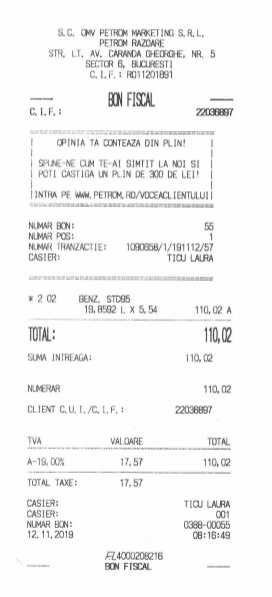 S.C. OMV PETROM MARKETING S.R.L.
PETROM RAZOARE
STR. LT. AV. CARANDA GHEORGHE, NR. 5
SECTOR 6, BUCURESTI
C.I.F.: RO11201891
BON FISCAL
C.I.F.: 22036897
OPINIA TA CONTEAZA DIN PLIN!
SPUNE-NE CUM TE-AI SIMTIT LA NOI SI
POTI CASTIGA UN PLIN DE 300 DE LEI!
INTRA PE WWW.PETROM.RO/VOCEACLIENTULUI
NUMAR BON: 55
NUMAR POS: 1
NUMAR TRANZACTIE: 1090658/1/191112/57
CASIER: TICU LAURA
* 2 02 BENZ. STD95
19,8592 L X 5,54 110,02 A
TOTAL: 110,02
SUMA INTREAGA: 110,02
NUMERAR 110,02
CLIENT C.U.I./C.I.F.: 22036897
TVA VALOARE TOTAL
A-19,00% 17,57 110,02
TOTAL TAXE: 17,57
CASIER: TICU LAURA
CASIER: 001
NUMAR BON: 0388-00055
12.11.2019 08:16:49
FZ4000208216
BON FISCAL